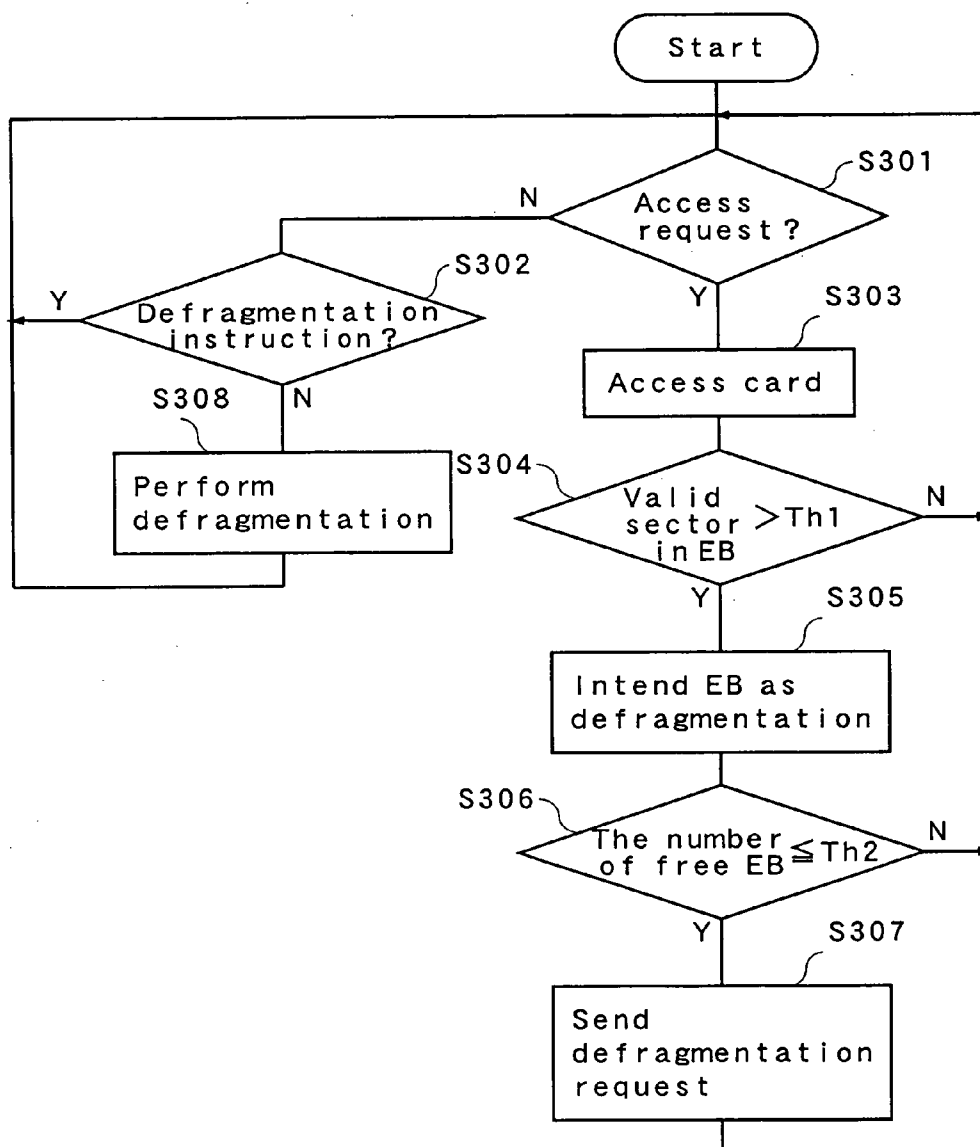 Start
S301
N
Access
request?
S302
Y
Y
S303
Defragmentation
instruction?
Access card
S308
N
S304
N
Perform
defragmentation
Valid
sector >Th1
in EB
Y
S305
Intend EB as
defragmentation
S306
N
The number
of free EB ≦Th2
Y
S307
Send
defragmentation
request